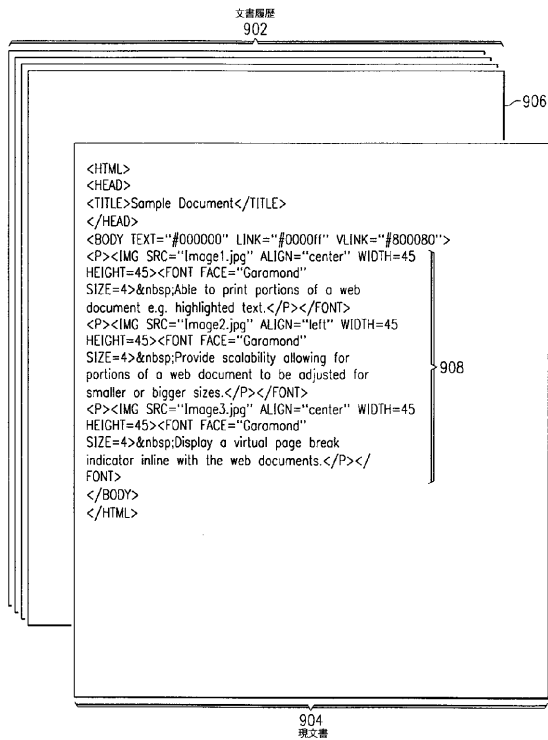 文書履歴
902
906
<HTML>
<HEAD>
<TITLE>Sample Document</TITLE>
</HEAD>
<BODY TEXT="#000000" LINK="#0000ff" VLINK="#800080">
<P><IMG SRC="Image1.jpg" ALIGN="center" WIDTH=45
HEIGHT=45><FONT FACE="Garamond"
SIZE=4>&nbsp;Able to print portions of a web
document e.g. highlighted text.</P></FONT>
<P><IMG SRC="Image2.jpg" ALIGN="left" WIDTH=45
HEIGHT=45><FONT FACE="Garamond"
SIZE=4>&nbsp;Provide scalability allowing for
portions of a web document to be adjusted for
smaller or bigger sizes.</P></FONT>
<P><IMG SRC="Image3.jpg" ALIGN="center" WIDTH=45
HEIGHT=45><FONT FACE="Garamond"
SIZE=4>&nbsp;Display a virtual page break
indicator inline with the web documents.</P></
FONT>
</BODY>
</HTML>
908
904
現文書